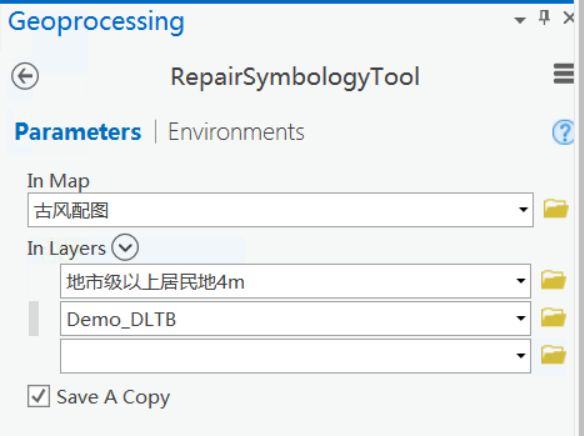 Geoprocessing
RepairSymbologyTool
Parameters | Environments
In Map
古风配图
In Layers
地市级以上居民地4m
Demo_DLTB
Save A Copy